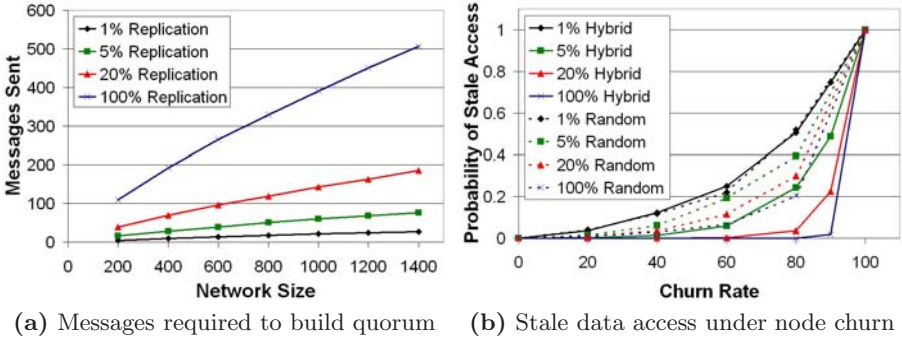 600
500
400
300
200
100
0
Messages Sent
1% Replication
5% Replication
20% Replication
100% Replication
0 200 400 600 800 1000 1200 1400
Network Size
(a) Messages required to build quorum
1
0.8
0.6
0.4
0.2
0
Probability of Stale Access
1% Hybrid
5% Hybrid
20% Hybrid
100% Hybrid
1% Random
5% Random
20% Random
100% Random
0 20 40 60 80 100
Churn Rate
(b) Stale data access under node churn